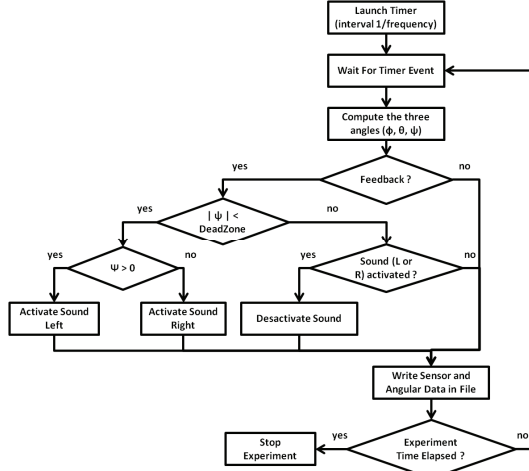 Launch Timer
(interval 1/frequency)
Wait For Timer Event
Compute the three
angles (ϕ, θ, ψ)
yes
Feedback ?
no
yes
| ψ | <
DeadZone
no
yes
Ψ > 0
no
yes
Sound (L or
R) activated ?
no
Activate Sound
Left
Activate Sound
Right
Desactivate Sound
Write Sensor and
Angular Data in File
Stop
Experiment
yes
Experiment
Time Elapsed ?
no